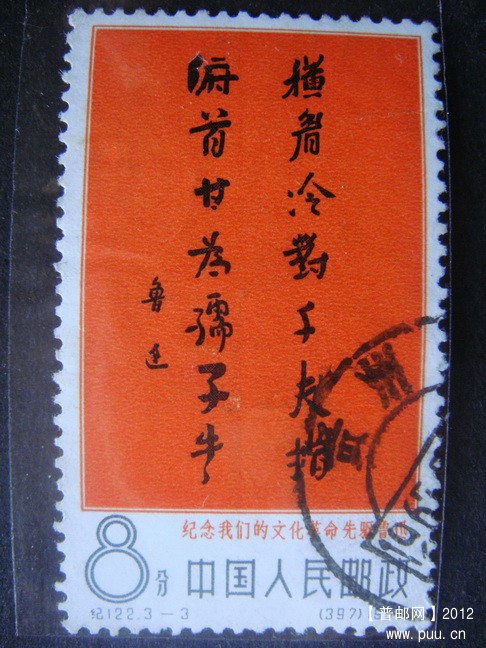 横眉冷對千夫指
俯首甘为孺子牛
魯迅
纪念我们的文化革命先驱鲁迅
8分 中国人民邮政
纪122.3—3 (397)
【普邮网】2012
www.puu.cn